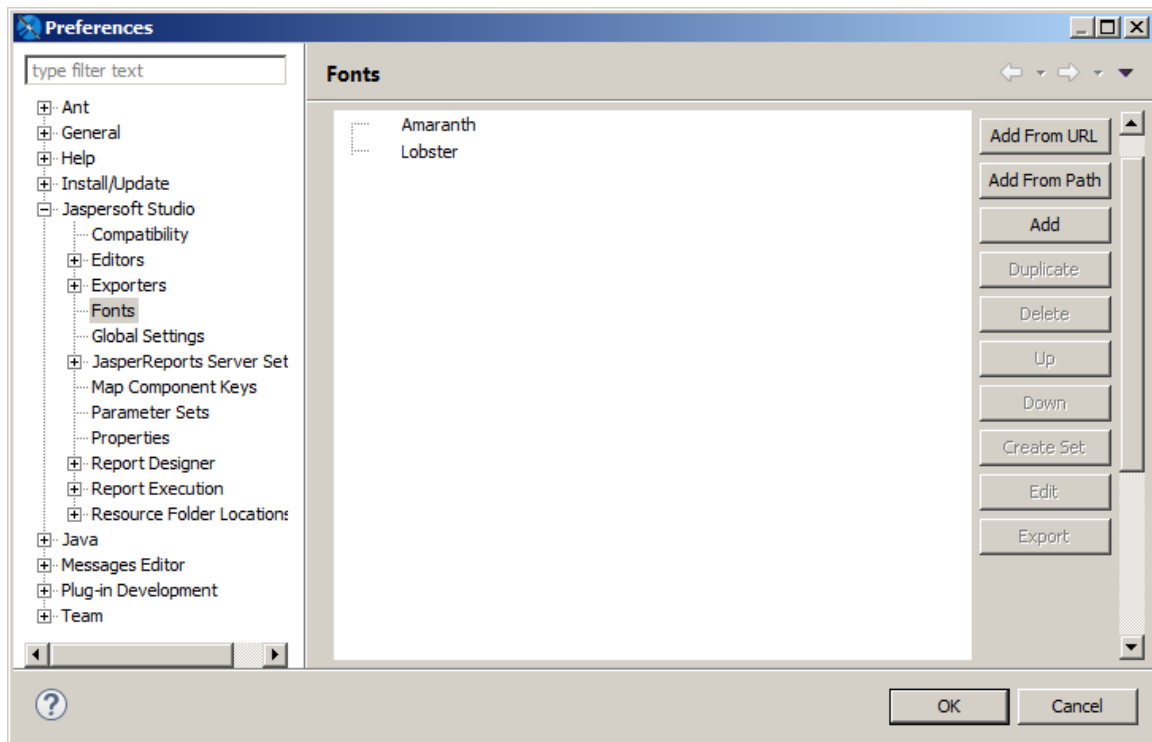 Preferences
type filter text
Ant
General
Help
Install/Update
Jaspersoft Studio
Compatibility
Editors
Exporters
Fonts
Global Settings
JasperReports Server Set
Map Component Keys
Parameter Sets
Properties
Report Designer
Report Execution
Resource Folder Locations
Java
Messages Editor
Plug-in Development
Team
Fonts
Amaranth
Lobster
Add From URL
Add From Path
Add
Duplicate
Delete
Up
Down
Create Set
Edit
Export
?
OK
Cancel